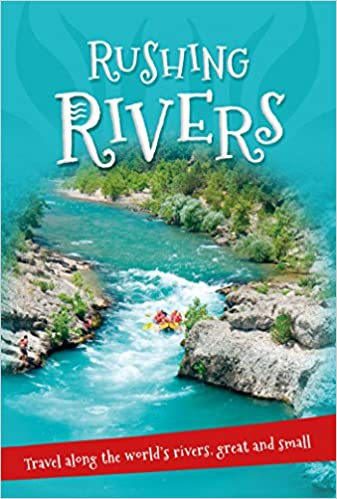 RUSHING
RIVERS
Travel along the world's rivers, great and small